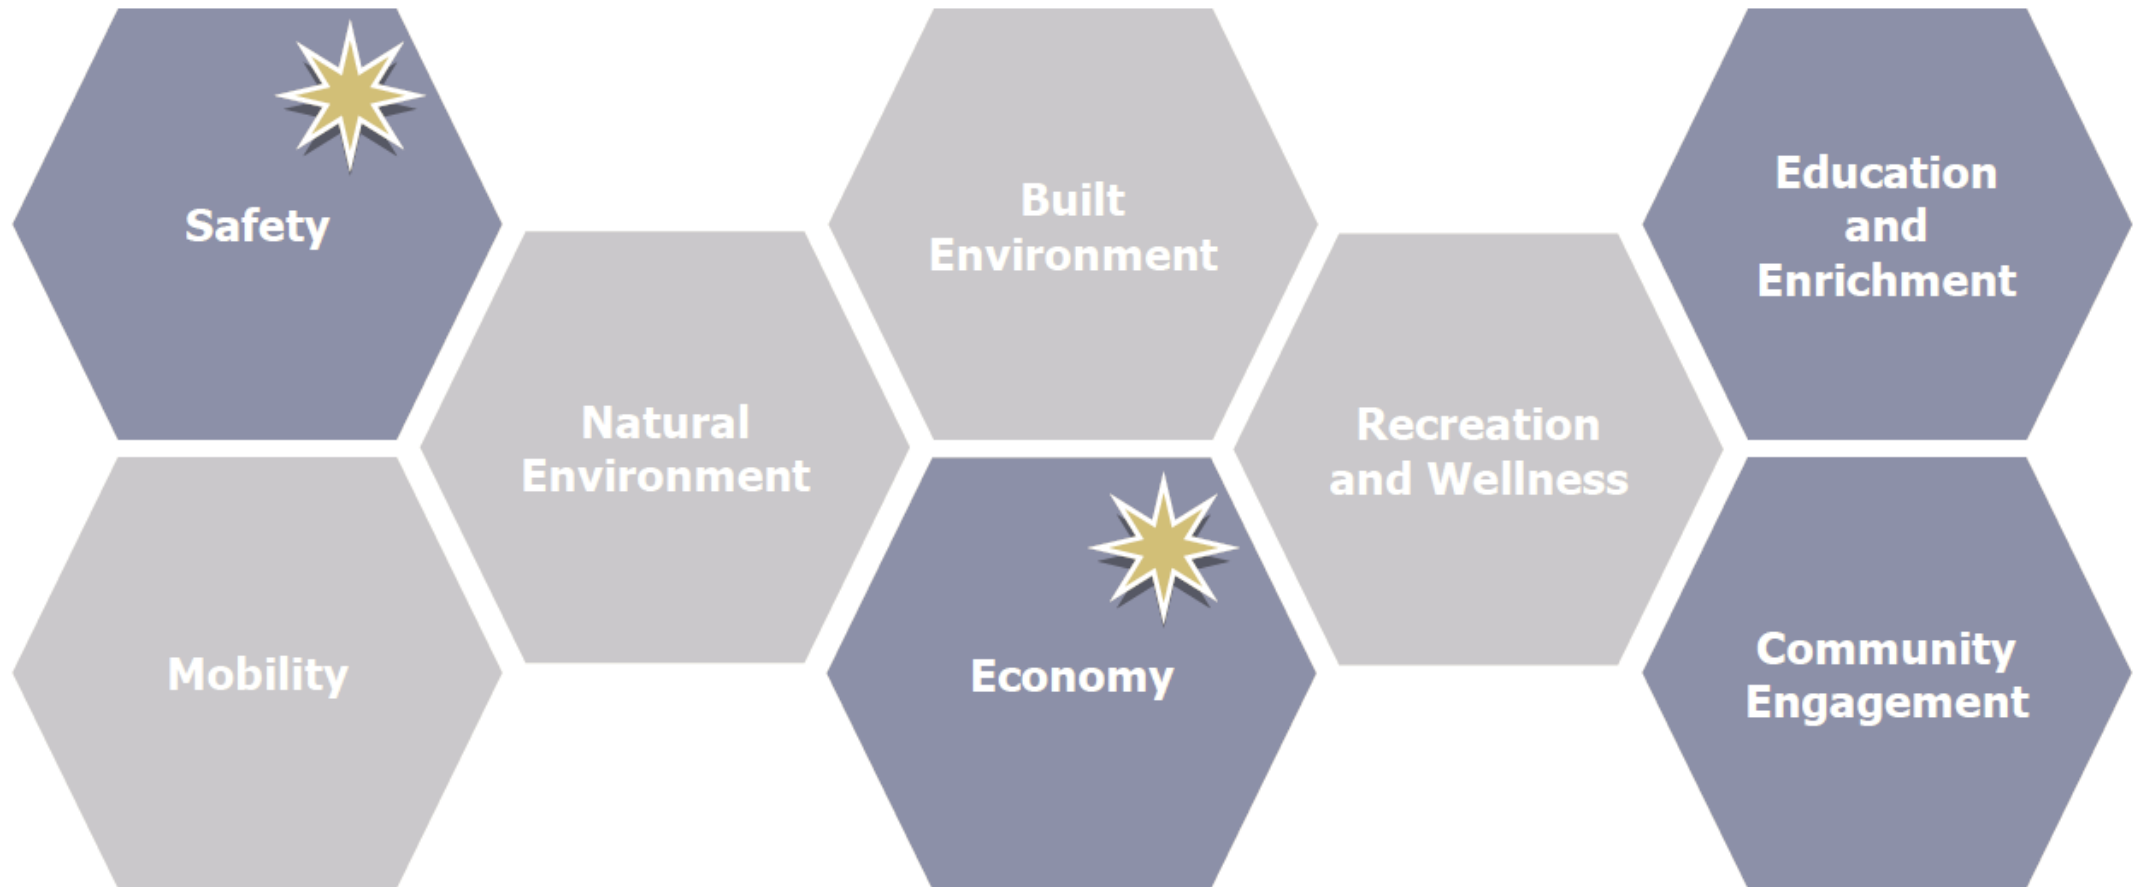 Safety
Mobility
Natural
Environment
Built
Environment
Economy
Recreation
and Wellness
Education
and
Enrichment
Community
Engagement